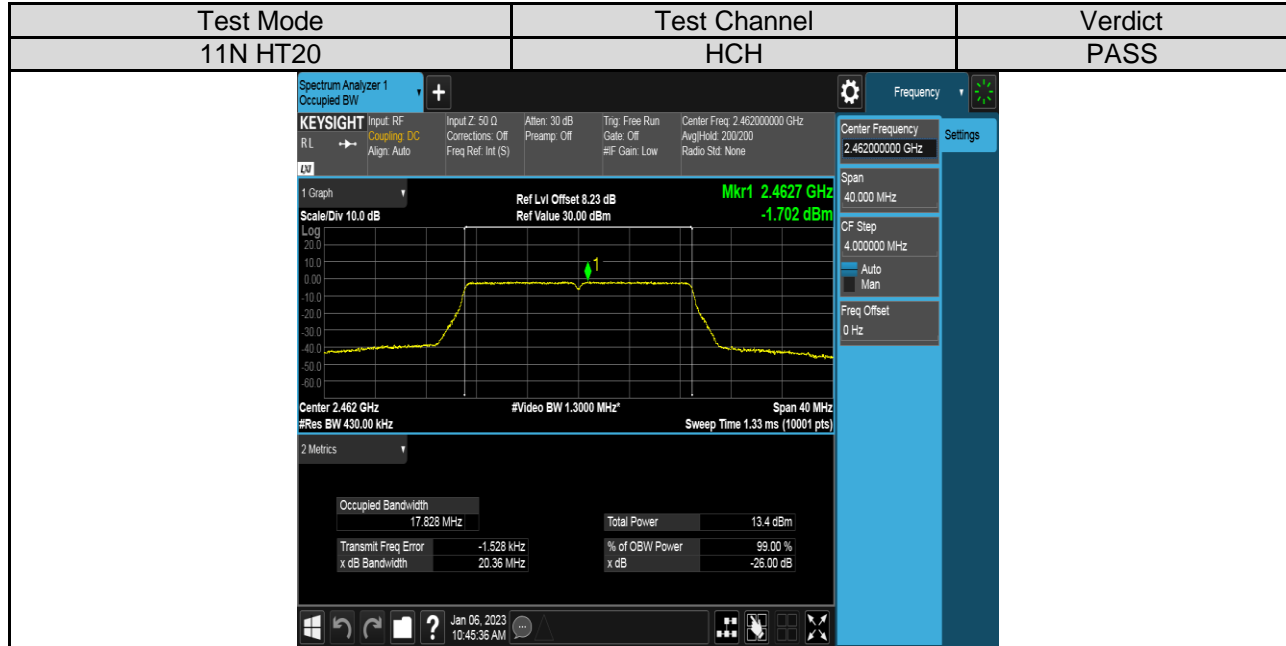 Test Mode Test Channel Verdict
11N HT20 HCH PASS
Spectrum Analyzer 1
Occupied BW
+
Frequency
KEYSIGHT
RL
LXI
Input: RF
Coupling: DC
Align: Auto
Input Z: 50 Ω
Corrections: Off
Freq Ref: Int (S)
Atten: 30 dB
Preamp: Off
Trig: Free Run
Gate: Off
#IF Gain: Low
Center Freq: 2.462000000 GHz
Avg|Hold: 200/200
Radio Std: None
Center Frequency
2.462000000 GHz
Settings
Span
40.000 MHz
CF Step
4.000000 MHz
Auto
Man
Freq Offset
0 Hz
1 Graph
Scale/Div 10.0 dB
Ref Lvl Offset 8.23 dB
Ref Value 30.00 dBm
Mkr1 2.4627 GHz
-1.702 dBm
Log
20.0
10.0
0.00
-10.0
-20.0
-30.0
-40.0
-50.0
-60.0
1
Center 2.462 GHz
#Res BW 430.00 kHz
#Video BW 1.3000 MHz*
Span 40 MHz
Sweep Time 1.33 ms (10001 pts)
2 Metrics
Occupied Bandwidth
17.828 MHz
Total Power 13.4 dBm
Transmit Freq Error -1.528 kHz
% of OBW Power 99.00 %
x dB Bandwidth 20.36 MHz
x dB -26.00 dB
?
Jan 06, 2023
10:45:36 AM